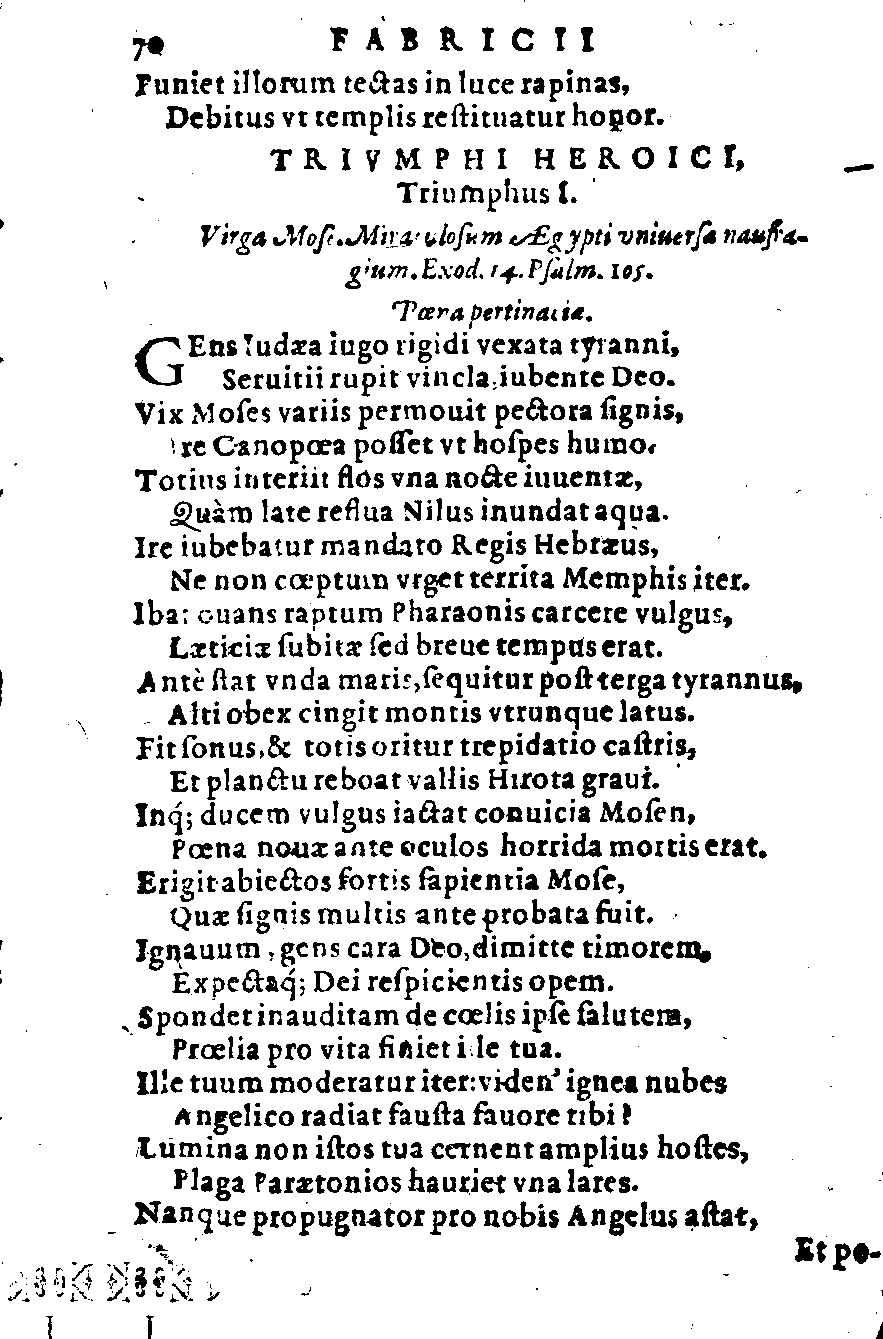 70 FABRICII
Puniet illorum tectas in luce rapinas,
Debitus vt templis reſtituatur honor.
TRIVMPHI HEROICI,
Triumphus I.
Virga Moſe. Miraculoſum Ægypti vniuerſa naufra-
gium. Exod. 14. Pſalm. 105.
Pœna pertinacia.
GEns Iudæa iugo rigidi vexata tyranni,
Seruitii rupit vincla, iubente Deo.
Vix Moſes variis permouit pectora ſignis,
Ire Canopœa poſſet vt hoſpes humo.
Totius interiit flos vna nocte iuuentæ,
Quàm late reflua Nilus inundat aqua.
Ire iubebatur mandato Regis Hebræus,
Ne non cœptum vrget territa Memphis iter.
Ibat ouans raptum Pharaonis carcere vulgus,
Læticiæ ſubitæ ſed breue tempus erat.
Antè ſtat vnda maris, ſequitur poſt terga tyrannus,
Alti obex cingit montis vtrunque latus.
Fit ſonus, & totis oritur trepidatio caſtris,
Et planctu reboat vallis Hirota graui.
Inq́; ducem vulgus iactat conuicia Moſen,
Pœna nouæ ante oculos horrida mortis erat.
Erigit abiectos fortis ſapientia Moſe,
Quæ ſignis multis ante probata fuit.
Ignauum, gens cara Deo, dimitte timorem,
Expectaq́; Dei reſpicientis opem.
Spondet inauditam de cœlis ipſe ſalutem,
Prœlia pro vita finiet ille tua.
Ille tuum moderatur iter: viden' ignea nubes
Angelico radiat fauſta fauore tibi?
Lumina non iſtos tua cernent amplius hoſtes,
Plaga Parætonios hauriet vna lares.
Nanque propugnator pro nobis Angelus aſtat,
Et po-